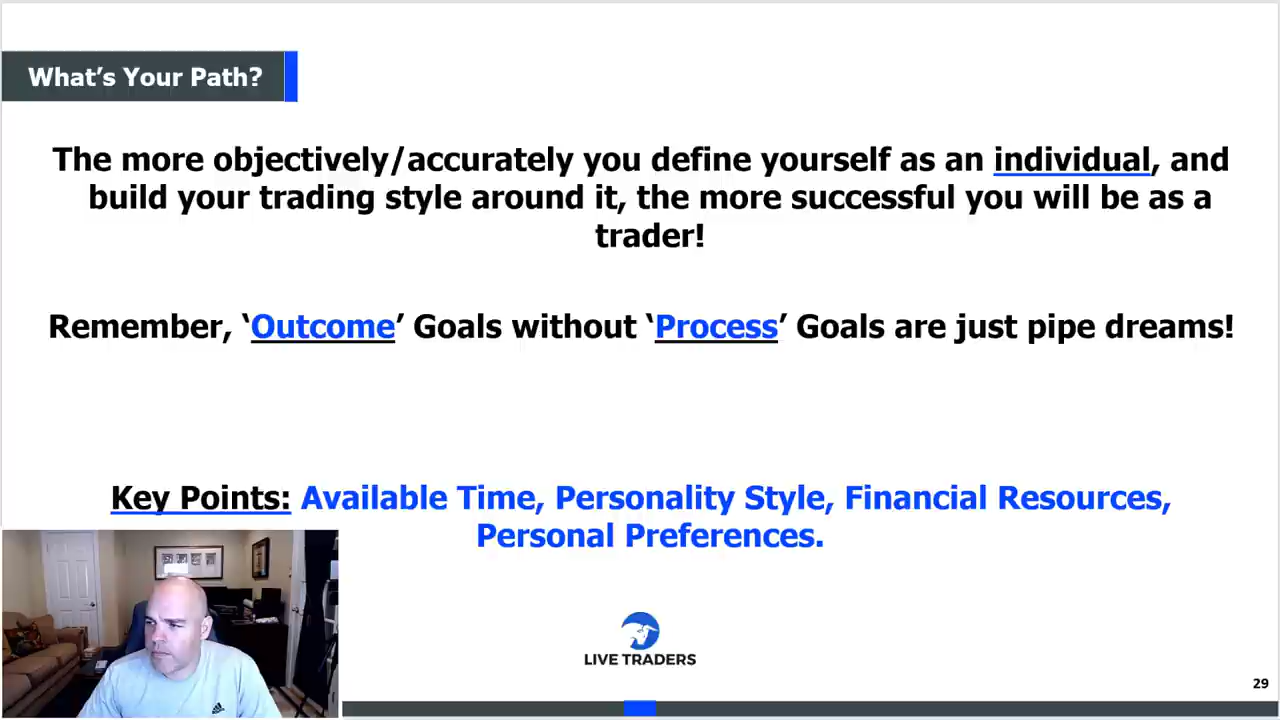 What’s Your Path?
The more objectively/accurately you define yourself as an individual, and
build your trading style around it, the more successful you will be as a
trader!
Remember, ‘Outcome’ Goals without ‘Process’ Goals are just pipe dreams!
Key Points: Available Time, Personality Style, Financial Resources,
Personal Preferences.
LIVE TRADERS
29